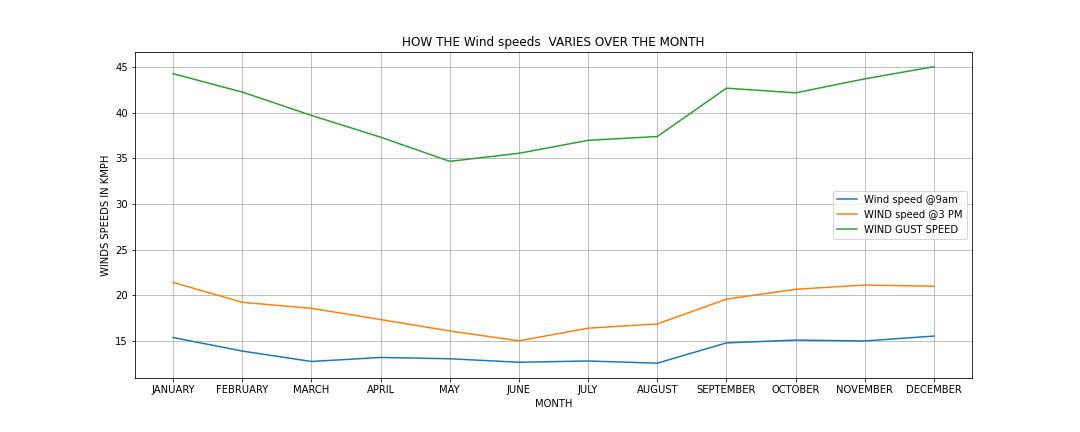 HOW THE Wind speeds  VARIES OVER THE MONTH
WINDS SPEEDS IN KMPH
45
40
35
30
25
20
15
Wind speed @9am
WIND speed @3 PM
WIND GUST SPEED
JANUARY FEBRUARY MARCH APRIL MAY JUNE JULY AUGUST SEPTEMBER OCTOBER NOVEMBER DECEMBER
MONTH